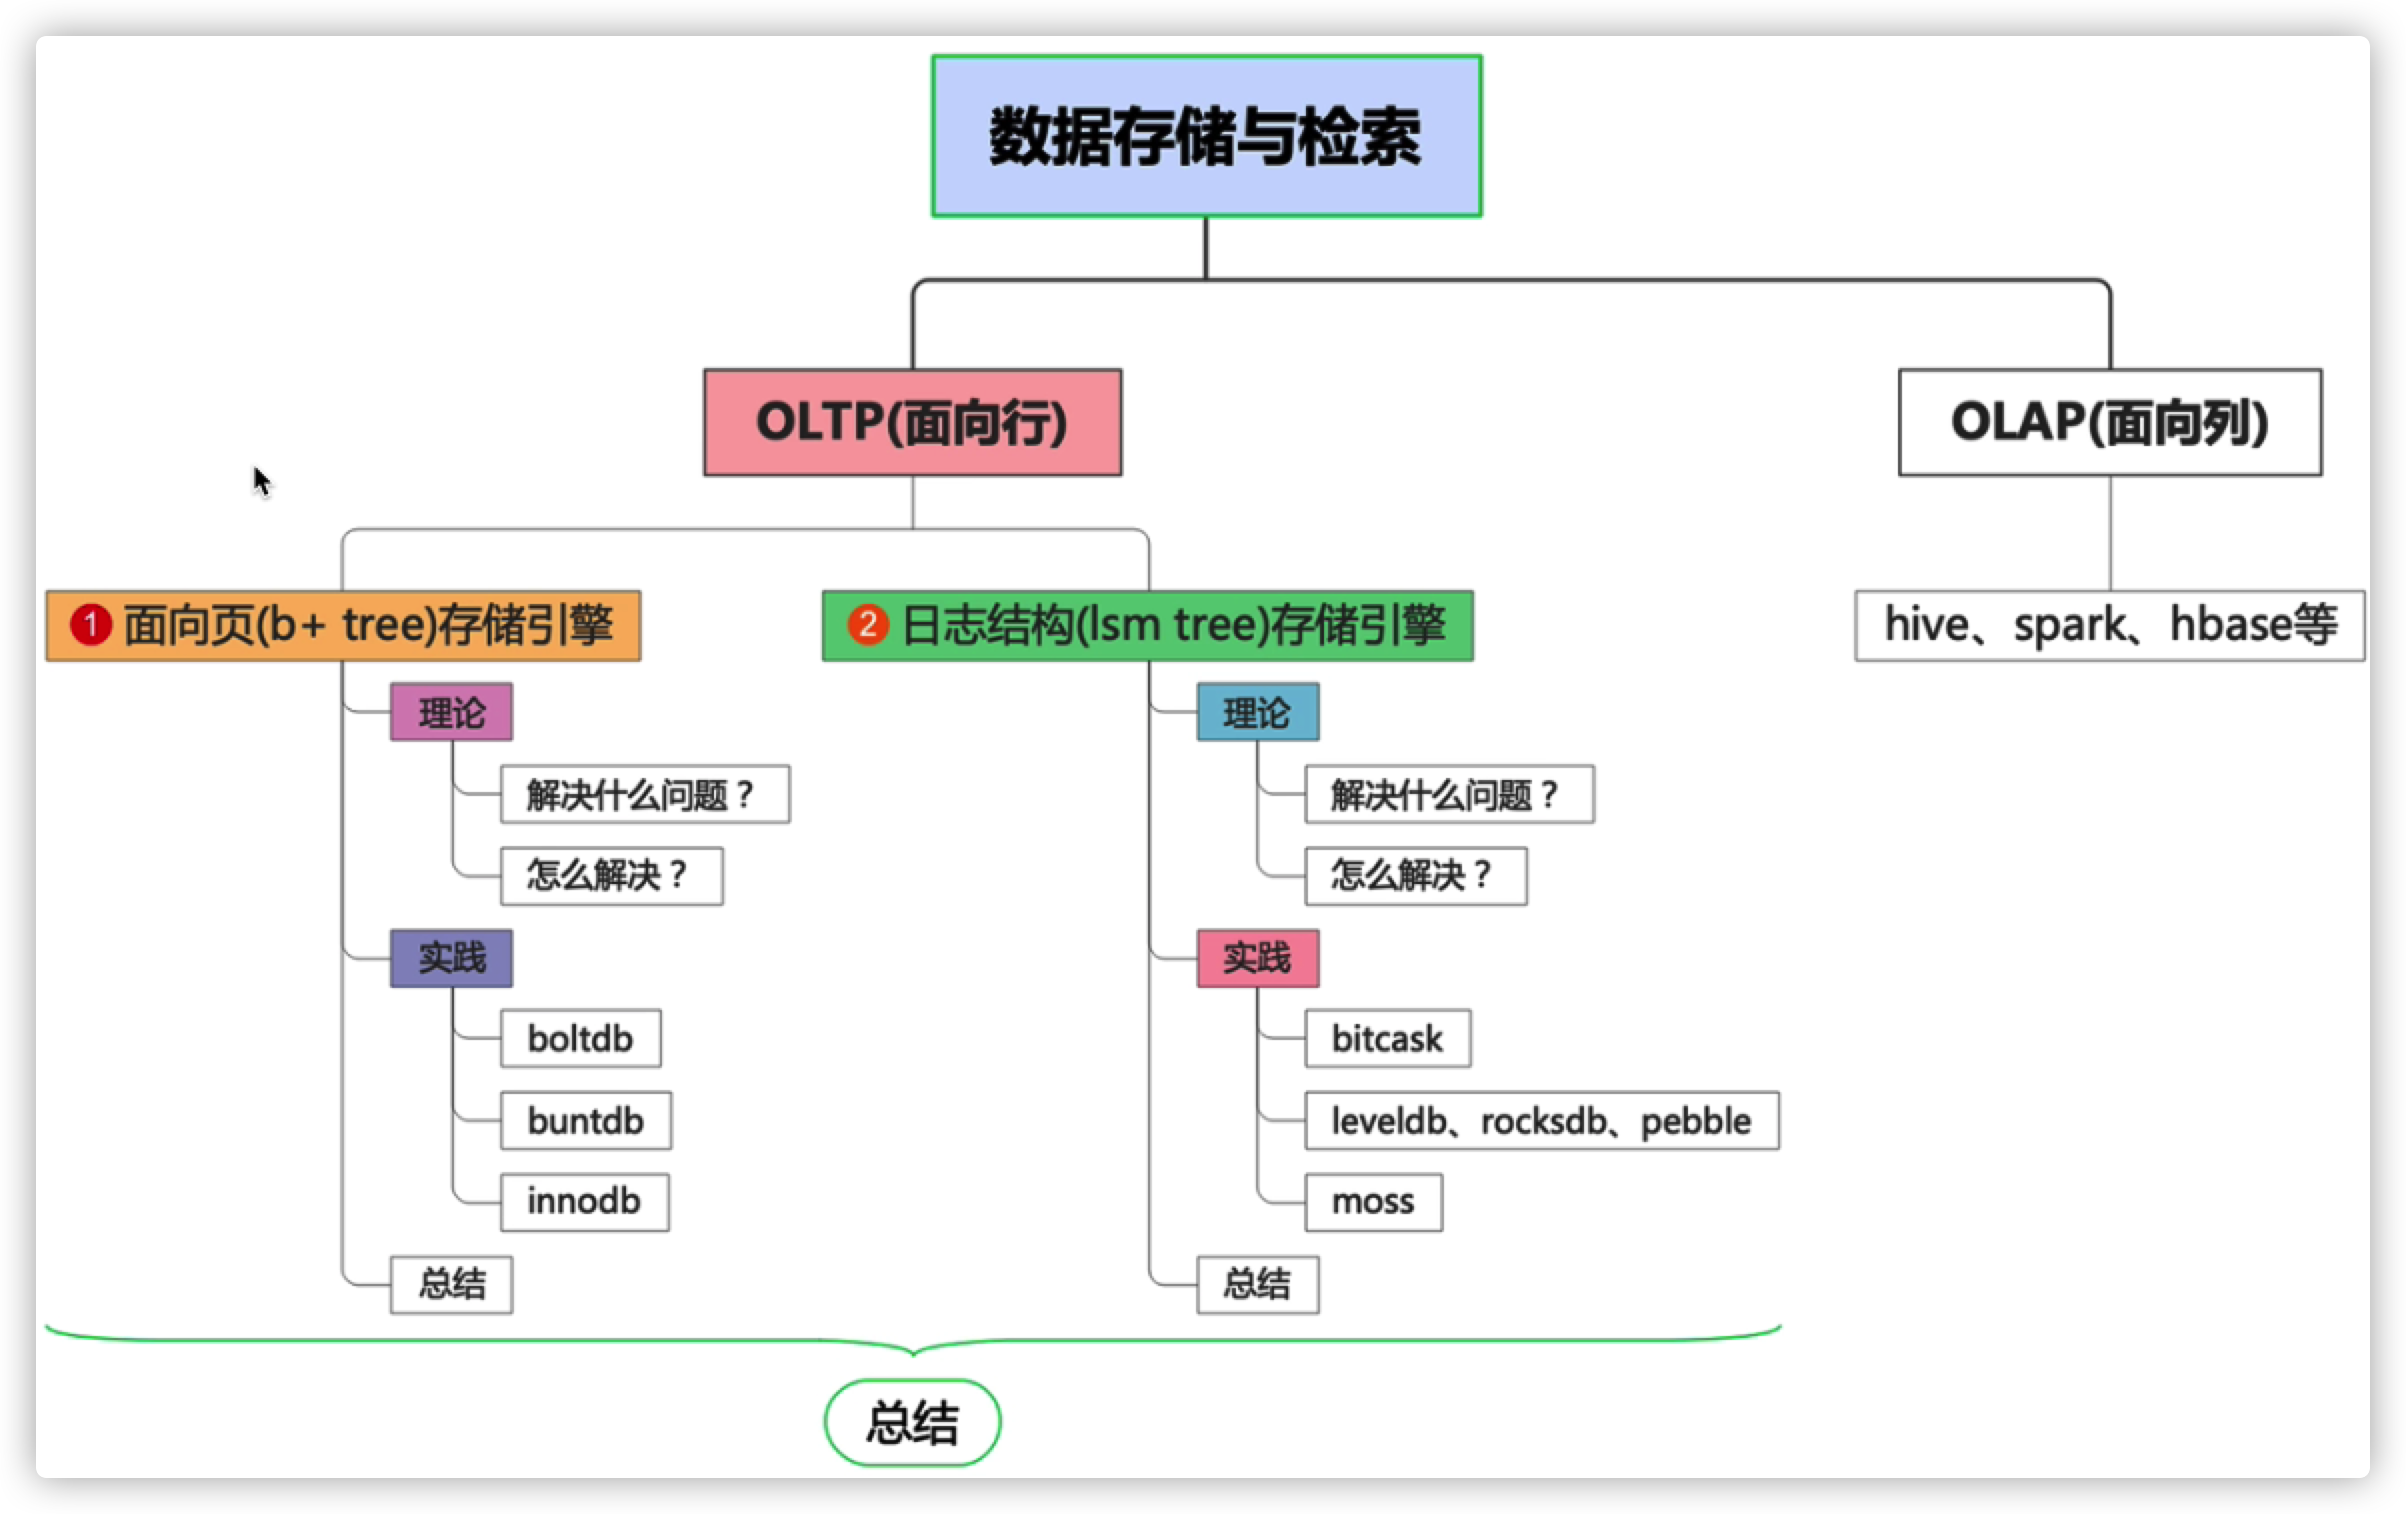 数据存储与检索
OLTP(面向行)
OLAP(面向列)
1 面向页(b+ tree)存储引擎
2 日志结构(lsm tree)存储引擎
hive、spark、hbase等
理论
解决什么问题？
怎么解决？
实践
boltdb
buntdb
innodb
总结
理论
解决什么问题？
怎么解决？
实践
bitcask
leveldb、rocksdb、pebble
moss
总结
总结